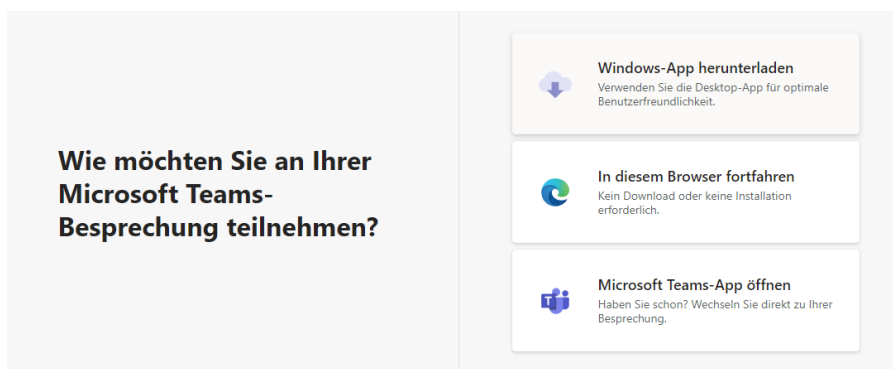 Wie möchten Sie an Ihrer
Microsoft Teams-
Besprechung teilnehmen?
Windows-App herunterladen
Verwenden Sie die Desktop-App für optimale
Benutzerfreundlichkeit.
In diesem Browser fortfahren
Kein Download oder keine Installation
erforderlich.
Microsoft Teams-App öffnen
Haben Sie schon? Wechseln Sie direkt zu Ihrer
Besprechung.